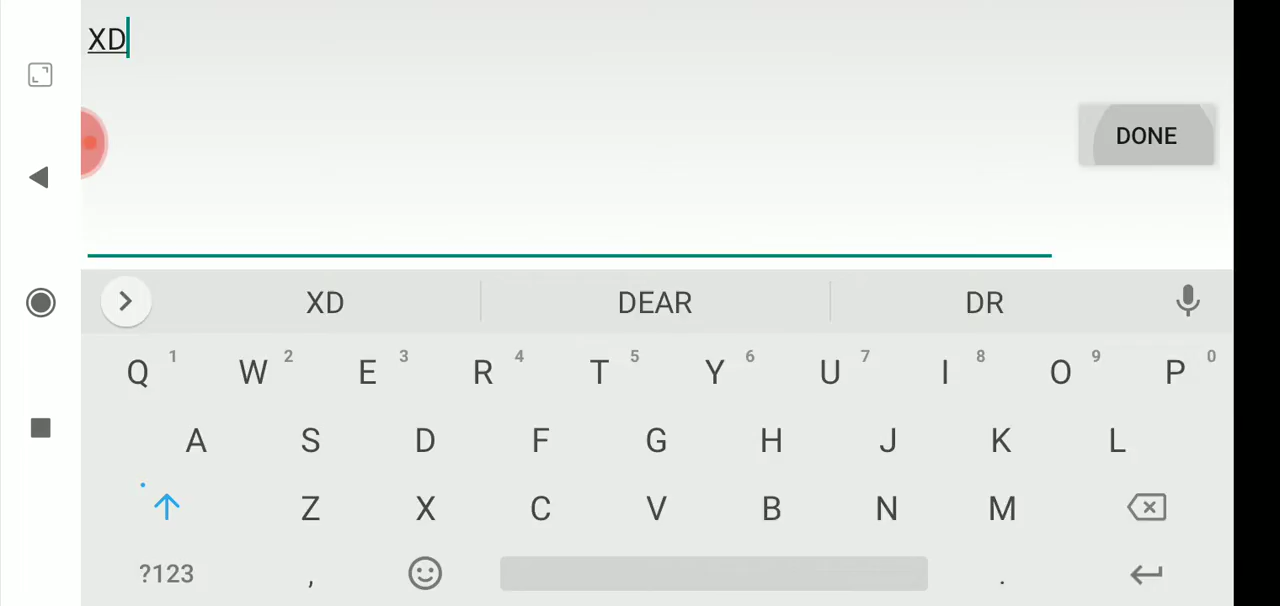 XD
DONE
XD DEAR DR
Q 1 W 2 E 3 R 4 T 5 Y 6 U 7 I 8 O 9 P 0
A S D F G H J K L
Z X C V B N M
?123 , .